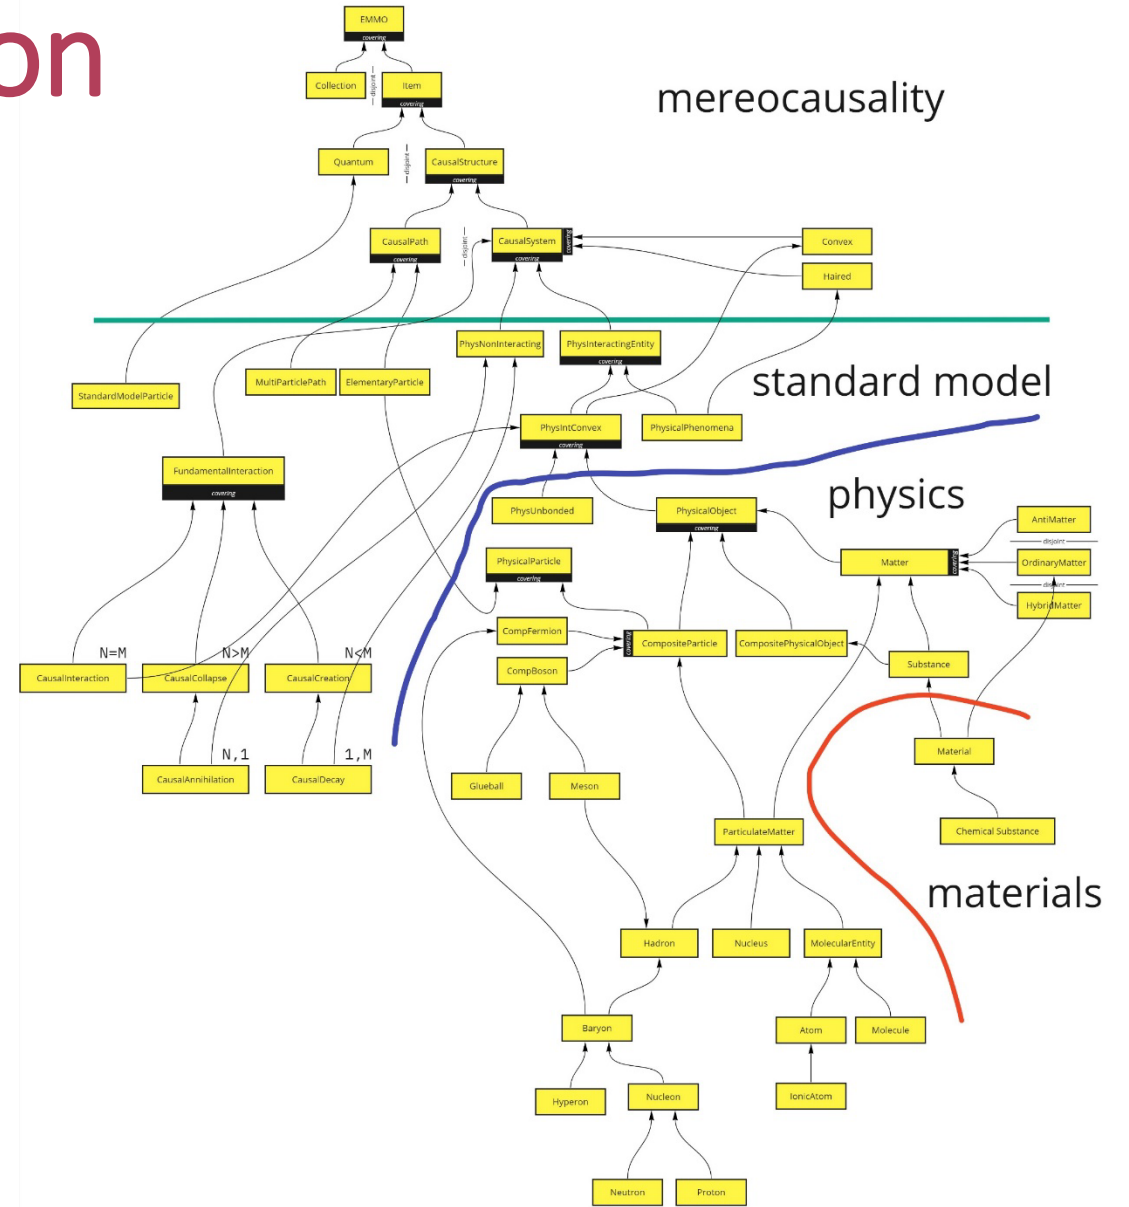 on
EMMO
covering
Collection
disjoint
Item
covering
mereocausality
Quantum
disjoint
CausalStructure
covering
CausalPath
covering
disjoint
CausalSystem
covering
covering
Convex
Haired
PhysNonInteracting
PhysInteractingEntity
covering
StandardModelParticle
MultiParticlePath
ElementaryParticle
standard model
PhysIntConvex
covering
PhysicalPhenomena
FundamentalInteraction
covering
physics
PhysUnbonded
PhysicalObject
covering
AntiMatter
disjoint
Matter
covering
OrdinaryMatter
disjoint
HybridMatter
PhysicalParticle
covering
CompFermion
covering
CompositeParticle
CompositePhysicalObject
N=M
N>M
N<M
CausalInteraction
CausalCollapse
CausalCreation
CompBoson
Substance
N,1
1,M
CausalAnnihilation
CausalDecay
Glueball
Meson
Material
ParticulateMatter
Chemical Substance
materials
Hadron
Nucleus
MolecularEntity
Baryon
Atom
Molecule
Hyperon
Nucleon
IonicAtom
Neutron
Proton